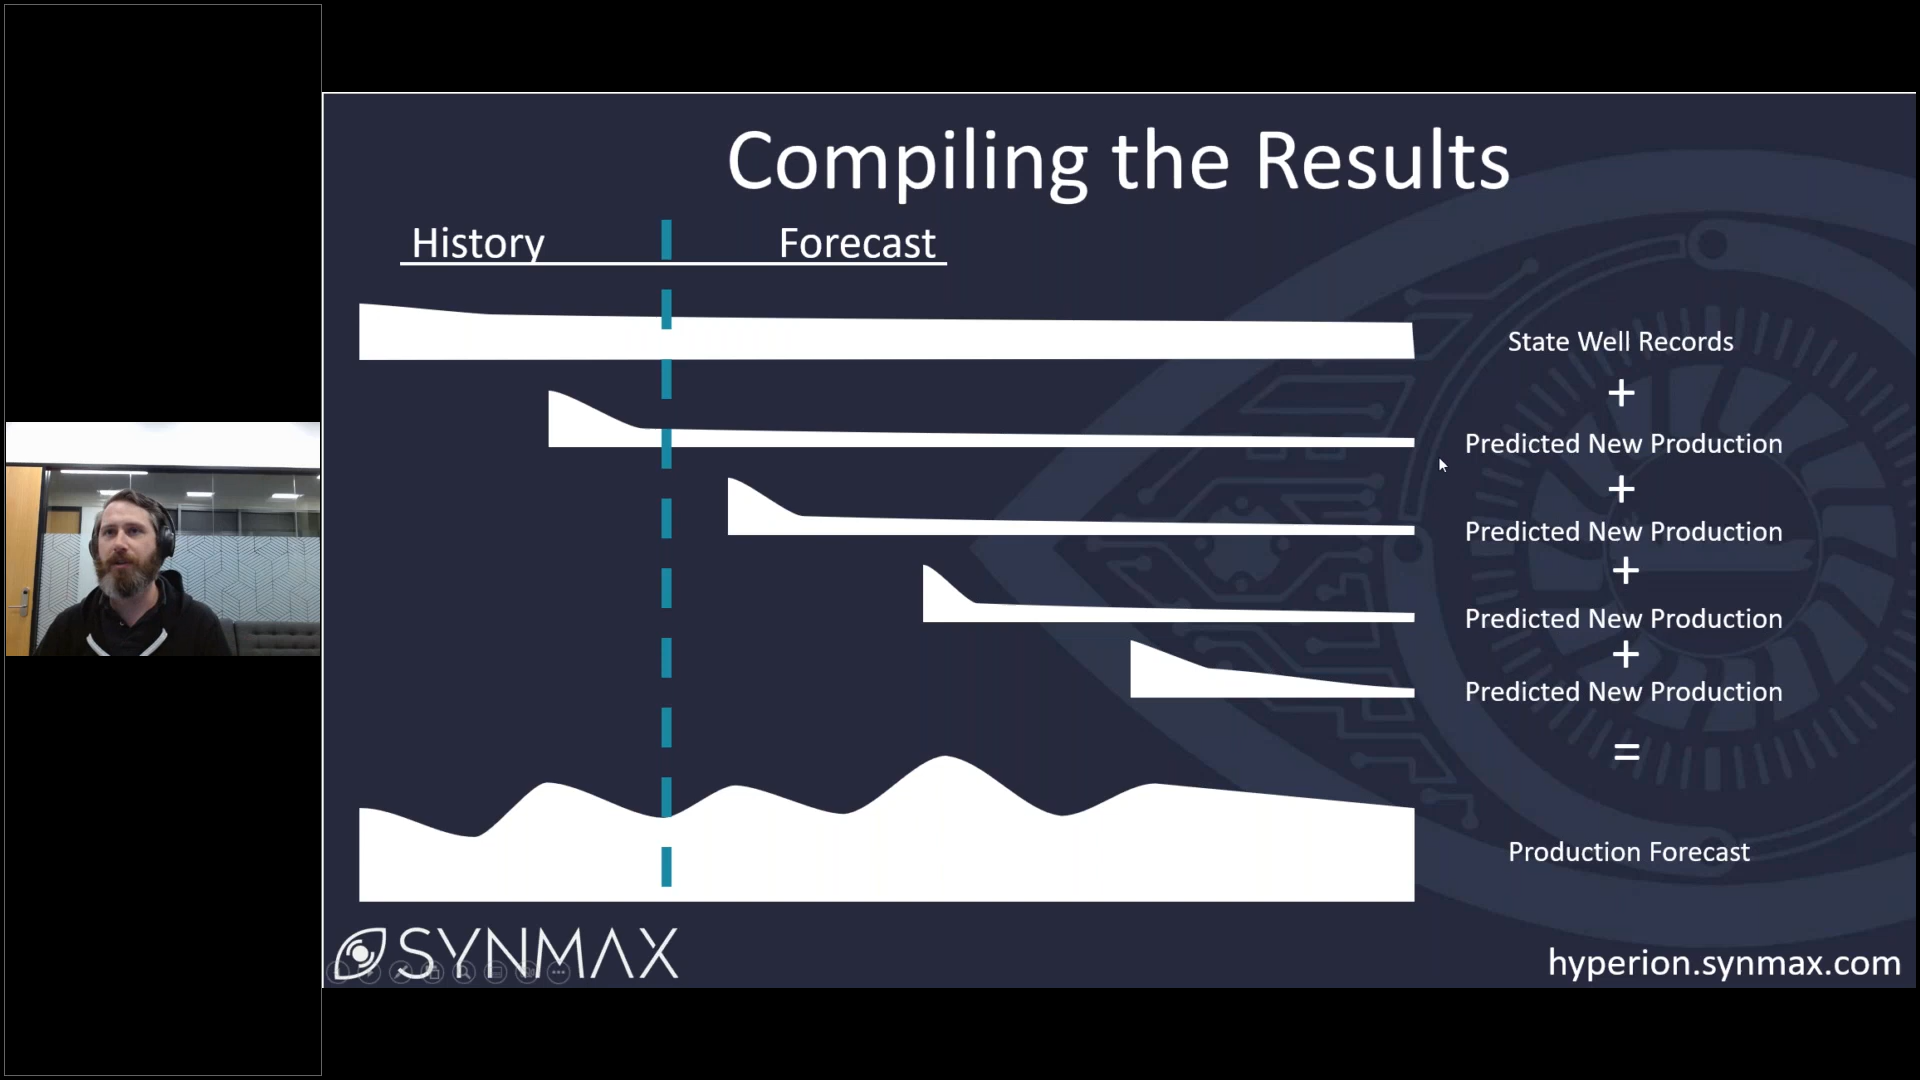 Compiling the Results
History
Forecast
State Well Records
+
Predicted New Production
+
Predicted New Production
+
Predicted New Production
+
Predicted New Production
=
Production Forecast
SYNMAX
hyperion.synmax.com